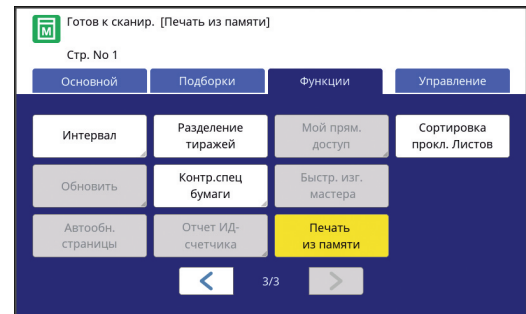 Готов к сканир. [Печать из памяти]
M
Стр. No 1
Основной
Подборки
Функции
Управление
Интервал
Разделение
тиражей
Мой прям.
доступ
Сортировка
прокл. Листов
Обновить
Контр.спец
бумаги
Быстр. изг.
мастера
Автообн.
страницы
Отчет ИД-
счетчика
Печать
из памяти
3/3